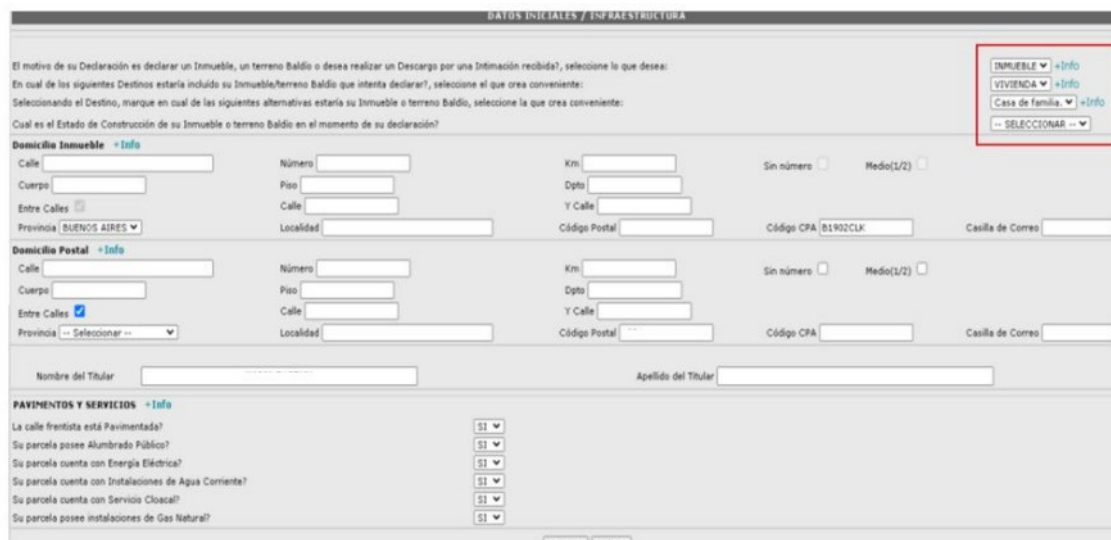 DATOS INICIALES / INFRAESTRUCTURA
El motivo de su Declaración es declarar un Inmueble, un terreno Baldío o desea realizar un Descargo por una Intimación recibida?, seleccione lo que desea: INMUEBLE +Info
En cual de los siguientes Destinos estaría incluido su Inmueble/terreno Baldío que intenta declarar?, seleccione el que crea conveniente: VIVIENDA +Info
Seleccionando el Destino, marque en cual de las siguientes alternativas estaría su Inmueble o terreno Baldío, seleccione la que crea conveniente: Casa de familia. +Info
Cual es el Estado de Construcción de su Inmueble o terreno Baldío en el momento de su declaración? -- SELECCIONAR --
Domicilio Inmueble +Info
Calle Número Km Sin número Medio(1/2)
Cuerpo Piso Dpto
Entre Calles Calle Y Calle
Provincia BUENOS AIRES Localidad Código Postal Código CPA B1902CLK Casilla de Correo
Domicilio Postal +Info
Calle Número Km Sin número Medio(1/2)
Cuerpo Piso Dpto
Entre Calles Calle Y Calle
Provincia -- Seleccionar -- Localidad Código Postal Código CPA Casilla de Correo
Nombre del Titular Apellido del Titular
PAVIMENTOS Y SERVICIOS +Info
La calle frentista está Pavimentada? SI
Su parcela posee Alumbrado Público? SI
Su parcela cuenta con Energía Eléctrica? SI
Su parcela cuenta con Instalaciones de Agua Corriente? SI
Su parcela cuenta con Servicio Cloacal? SI
Su parcela posee instalaciones de Gas Natural? SI